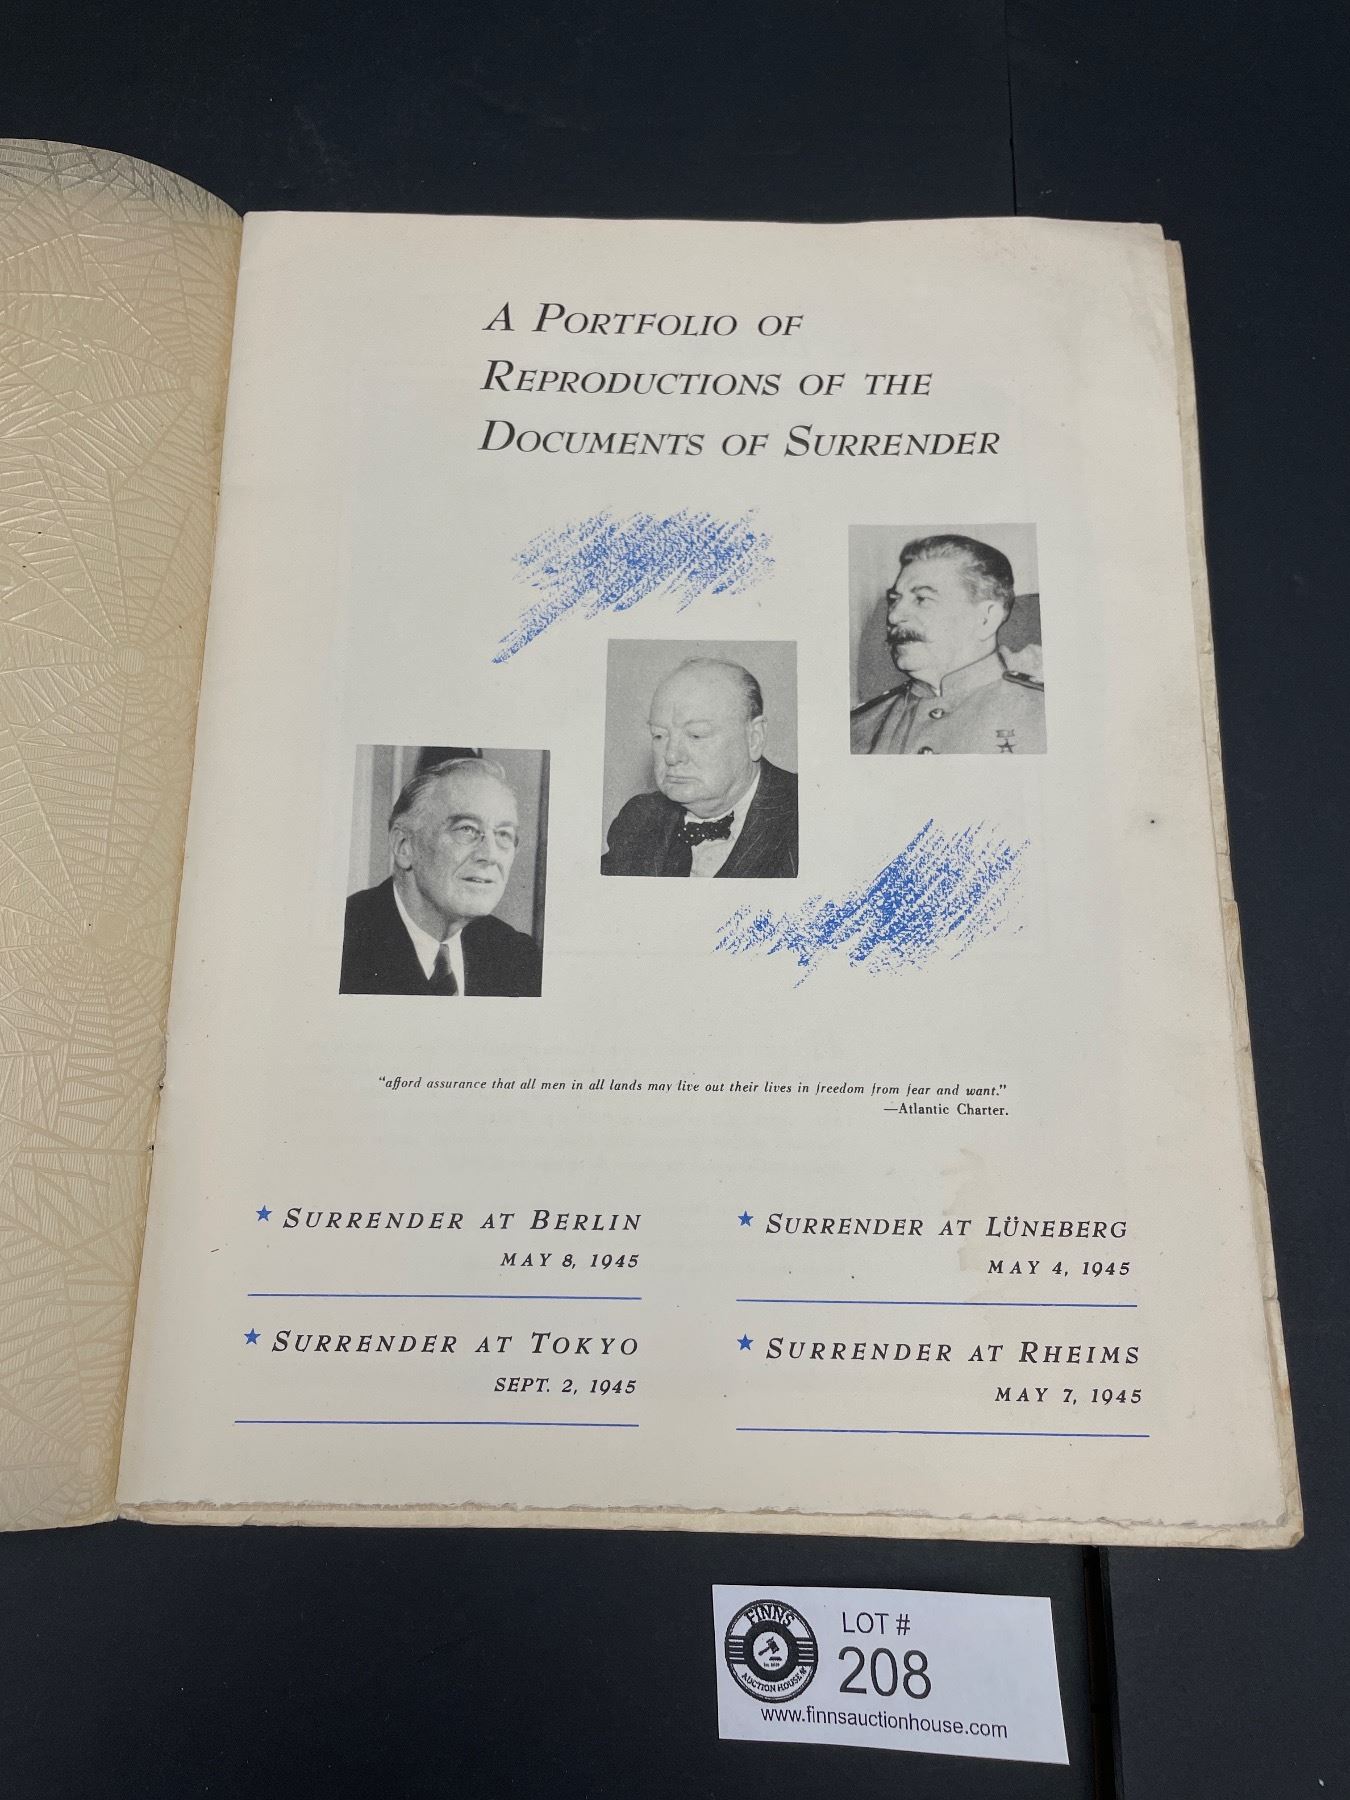 A PORTFOLIO OF
REPRODUCTIONS OF THE
DOCUMENTS OF SURRENDER
"afford assurance that all men in all lands may live out their lives in freedom from fear and want."
—Atlantic Charter.
★ SURRENDER AT BERLIN
MAY 8, 1945
★ SURRENDER AT LÜNEBERG
MAY 4, 1945
★ SURRENDER AT TOKYO
SEPT. 2, 1945
★ SURRENDER AT RHEIMS
MAY 7, 1945
FINNS
AUCTION HOUSE
LOT #
208
www.finnsauctionhouse.com